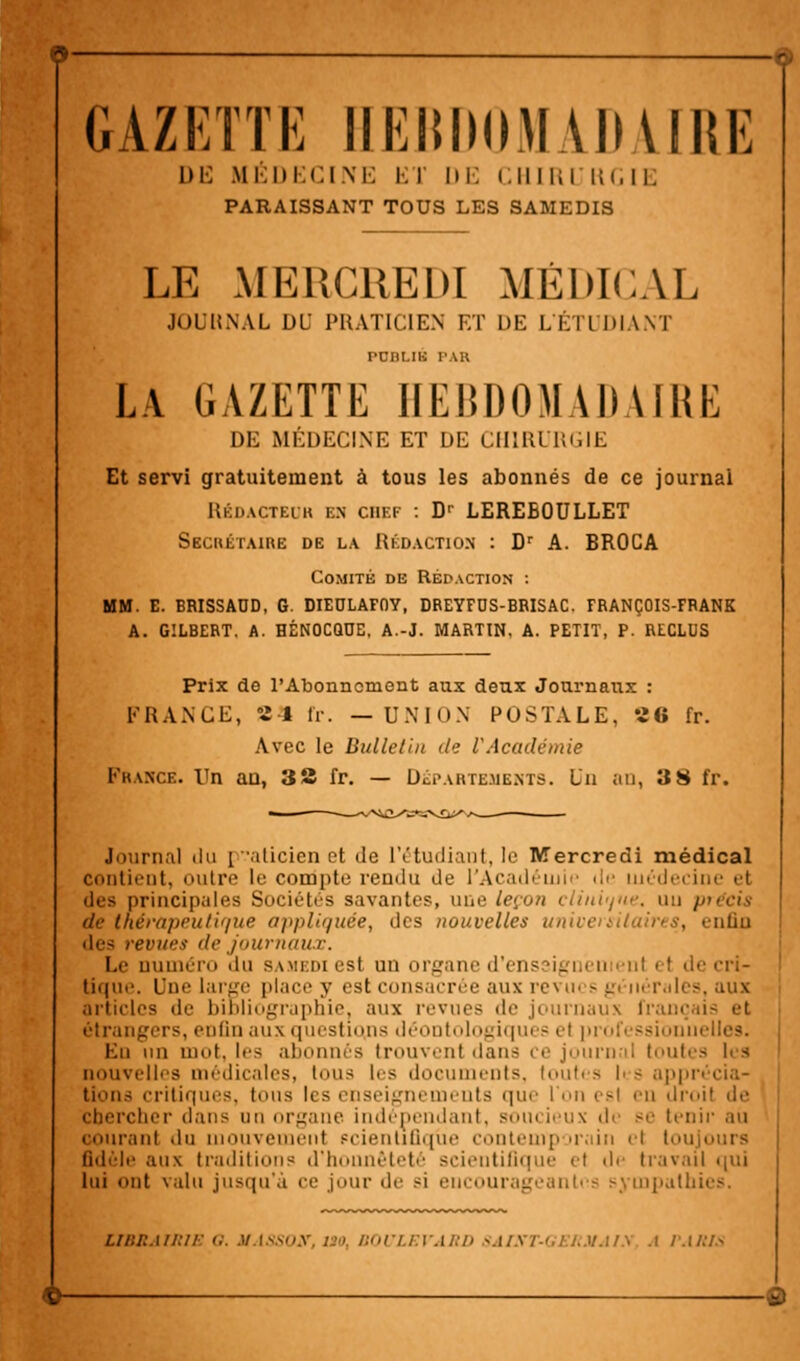 GAZETTE HEBDOMADAIRE
DE MÉDECINE ET DE CHIRURGIE
PARAISSANT TOUS LES SAMEDIS
LE MERCREDI MÉDICAL
JOURNAL DU PRATICIEN ET DE L'ÉTUDIANT
PUBLIÉ PAR
LA GAZETTE HEBDOMADAIRE
DE MÉDECINE ET DE CHIRURGIE
Et servi gratuitement à tous les abonnés de ce journal
RÉDACTEUR EN CHEF : Dr LEREBOULLET
SECRÉTAIRE DE LA RÉDACTION : Dr A. BROCA
COMITÉ DE RÉDACTION :
MM. E. BRISSAUD, G. DIEULAFOY, DREYFUS-BRISAC, FRANÇOIS-FRANK
A. GILBERT, A. HÉNOCQUE, A.-J. MARTIN, A. PETIT, P. RECLUS
Prix de l'Abonnement aux deux Journaux :
FRANCE, 24 fr. — UNION POSTALE, 26 fr.
Avec le Bulletin de l'Académie
FRANCE. Un an, 32 fr. — DÉPARTEMENTS. Un an, 38 fr.
Journal du praticien et de l'étudiant, le Mercredi médical
contient, outre le compte rendu de l'Académie de médecine et
des principales Sociétés savantes, une leçon clinique, un précis
de thérapeutique appliquée, des nouvelles universitaires, enfin
des revues de journaux.
Le numéro du SAMEDI est un organe d'enseignement et de cri-
tique. Une large place y est consacrée aux revues générales, aux
articles de bibliographie, aux revues de journaux français et
étrangers, enfin aux questions déontologiques et professionnelles.
En un mot, les abonnés trouvent dans ce journal toutes les
nouvelles médicales, tous les documents, toutes les apprécia-
tions critiques, tous les enseignements que l'on est en droit de
chercher dans un organe indépendant, soucieux de se tenir au
courant du mouvement scientifique contemporain et toujours
fidèle aux traditions d'honnêteté scientifique et de travail qui
lui ont valu jusqu'à ce jour de si encourageantes sympathies.
LIBRAIRIE G. MASSON, 120, BOULEVARD SAINT-GERMAIN, A PARIS